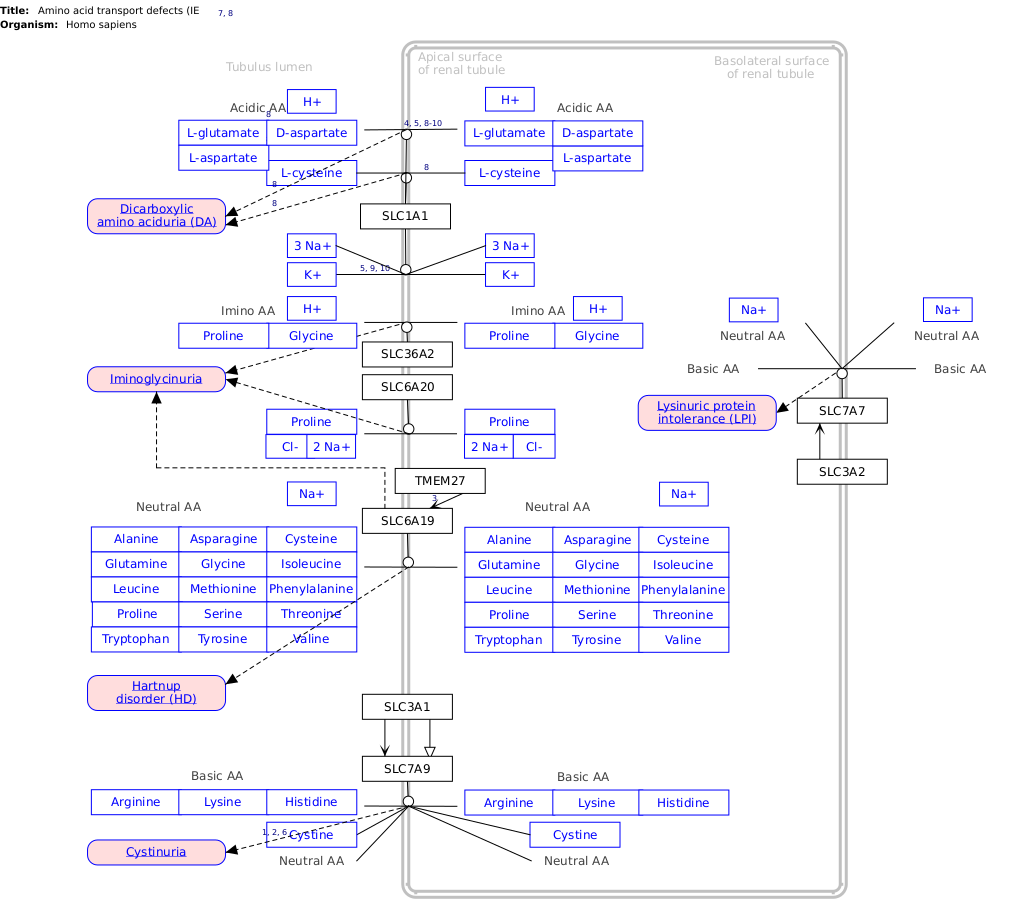 Title: Amino acid transport defects (IE
7, 8
Organism: Homo sapiens
Tubulus lumen
Apical surface
of renal tubule
Basolateral surface
of renal tubule
Acidic AA
H+
H+
Acidic AA
8
4, 5, 8-10
L-glutamate
D-aspartate
L-glutamate
D-aspartate
L-aspartate
L-aspartate
L-cysteine
8
L-cysteine
8
8
Dicarboxylic
amino aciduria (DA)
SLC1A1
3 Na+
3 Na+
K+
5, 9, 10
K+
Imino AA
H+
Imino AA
H+
Proline
Glycine
Proline
Glycine
SLC36A2
Iminoglycinuria
SLC6A20
Proline
Proline
Cl-
2 Na+
2 Na+
Cl-
Na+
Na+
Neutral AA
Neutral AA
Basic AA
Basic AA
Lysinuric protein
intolerance (LPI)
SLC7A7
SLC3A2
TMEM27
3
SLC6A19
Na+
Na+
Neutral AA
Neutral AA
Alanine
Asparagine
Cysteine
Alanine
Asparagine
Cysteine
Glutamine
Glycine
Isoleucine
Glutamine
Glycine
Isoleucine
Leucine
Methionine
Phenylalanine
Leucine
Methionine
Phenylalanine
Proline
Serine
Threonine
Proline
Serine
Threonine
Tryptophan
Tyrosine
Valine
Tryptophan
Tyrosine
Valine
Hartnup
disorder (HD)
SLC3A1
SLC7A9
Basic AA
Basic AA
Arginine
Lysine
Histidine
Arginine
Lysine
Histidine
1, 2, 6
Cystine
Cystine
Cystinuria
Neutral AA
Neutral AA